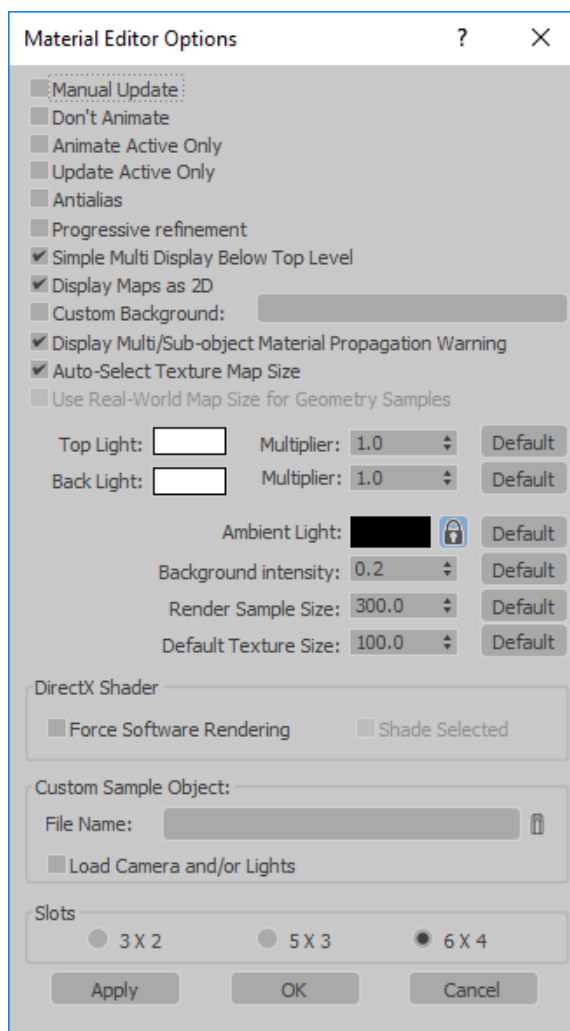 Material Editor Options ?
Manual Update
Don't Animate
Animate Active Only
Update Active Only
Antialias
Progressive refinement
Simple Multi Display Below Top Level
Display Maps as 2D
Custom Background:
Display Multi/Sub-object Material Propagation Warning
Auto-Select Texture Map Size
Use Real-World Map Size for Geometry Samples
Top Light: Multiplier: 1.0 Default
Back Light: Multiplier: 1.0 Default
Ambient Light: Default
Background intensity: 0.2 Default
Render Sample Size: 300.0 Default
Default Texture Size: 100.0 Default
DirectX Shader
Force Software Rendering Shade Selected
Custom Sample Object:
File Name:
Load Camera and/or Lights
Slots
3 X 2 5 X 3 6 X 4
Apply OK Cancel